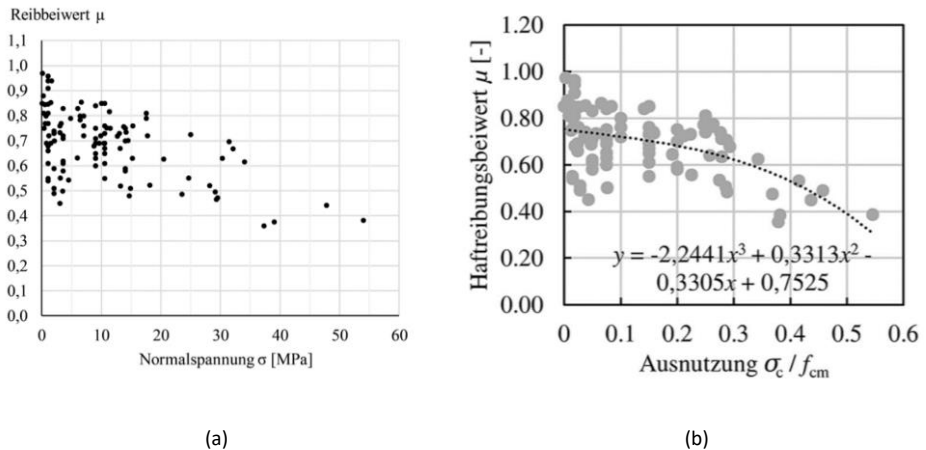 Reibbeiwert μ
1,1
1,0
0,9
0,8
0,7
0,6
0,5
0,4
0,3
0,2
0,1
0,0
0 10 20 30 40 50 60
Normalspannung σ [MPa]
(a)
Haftreibungsbeiwert μ [-]
1.20
1.00
0.80
0.60
0.40
0.20
0.00
y = -2,2441x³ + 0,3313x² -
0,3305x + 0,7525
0 0.1 0.2 0.3 0.4 0.5 0.6
Ausnutzung σc / fcm
(b)